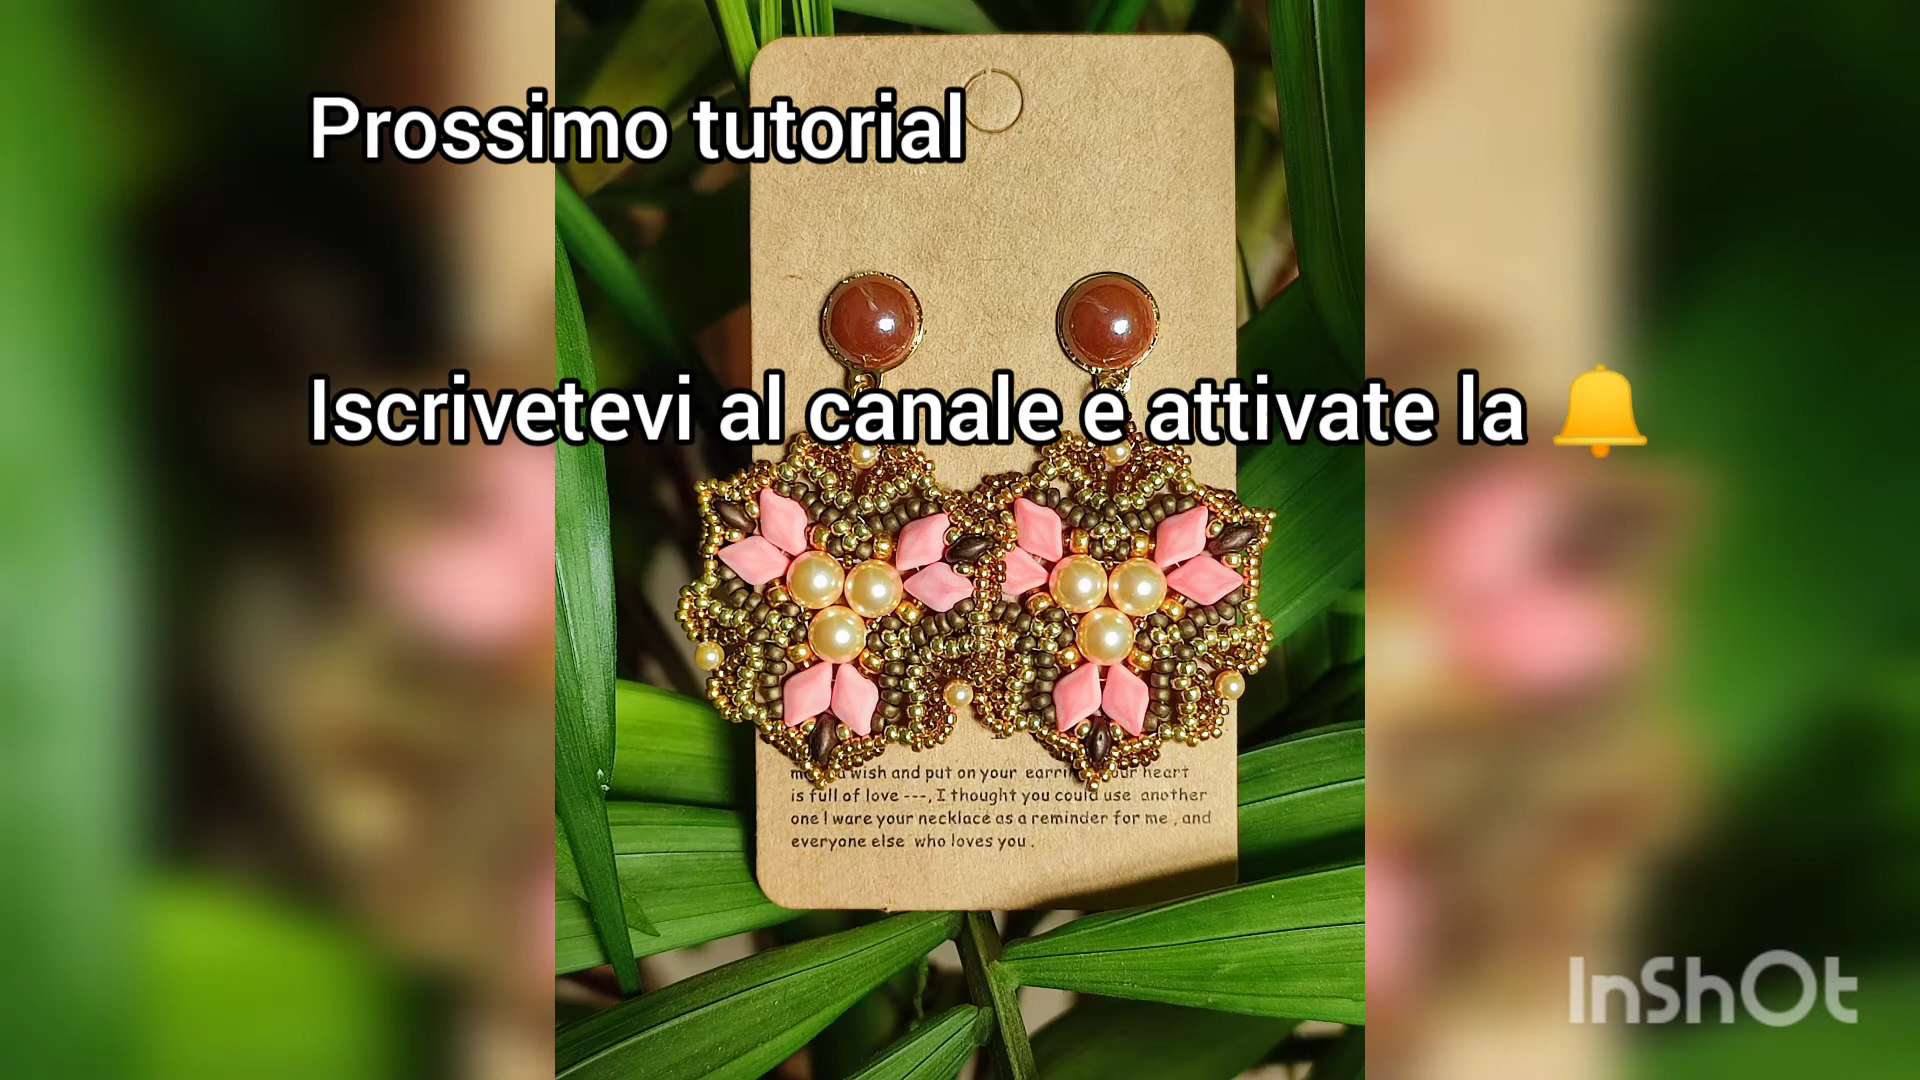 Prossimo tutorial
Iscrivetevi al canale e attivate la 🔔
wish and put on your heart
is full of love ---, I thought you could use another
one I ware your necklace as a reminder for me , and
everyone else who loves you .
InShOt